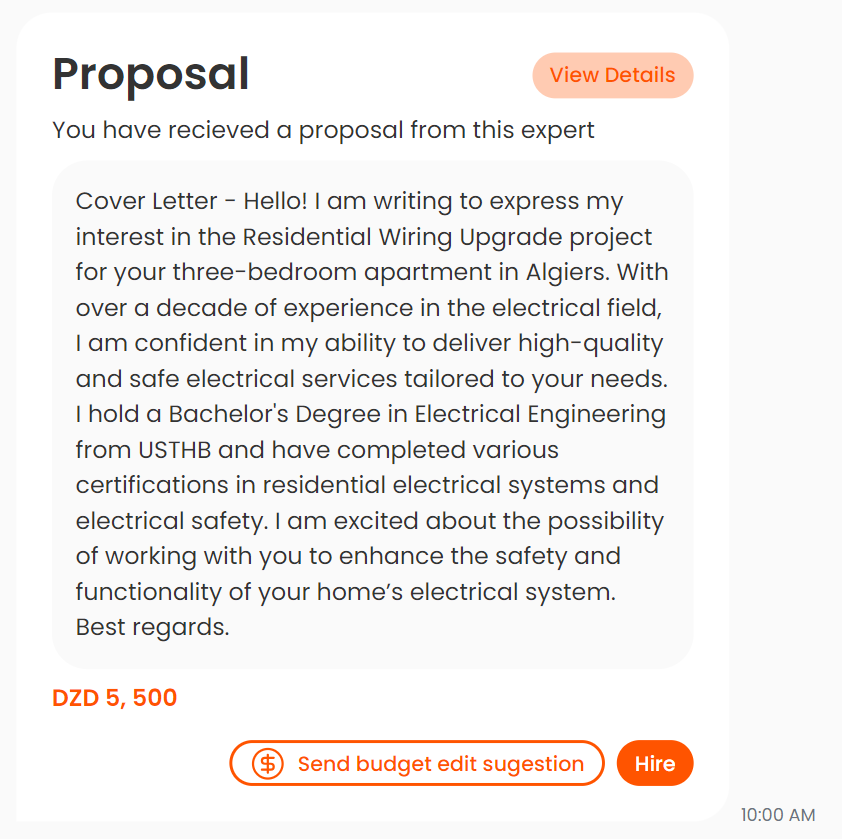 Proposal
View Details
You have recieved a proposal from this expert
Cover Letter - Hello! I am writing to express my
interest in the Residential Wiring Upgrade project
for your three-bedroom apartment in Algiers. With
over a decade of experience in the electrical field,
I am confident in my ability to deliver high-quality
and safe electrical services tailored to your needs.
I hold a Bachelor's Degree in Electrical Engineering
from USTHB and have completed various
certifications in residential electrical systems and
electrical safety. I am excited about the possibility
of working with you to enhance the safety and
functionality of your home’s electrical system.
Best regards.
DZD 5, 500
Send budget edit sugestion
Hire
10:00 AM